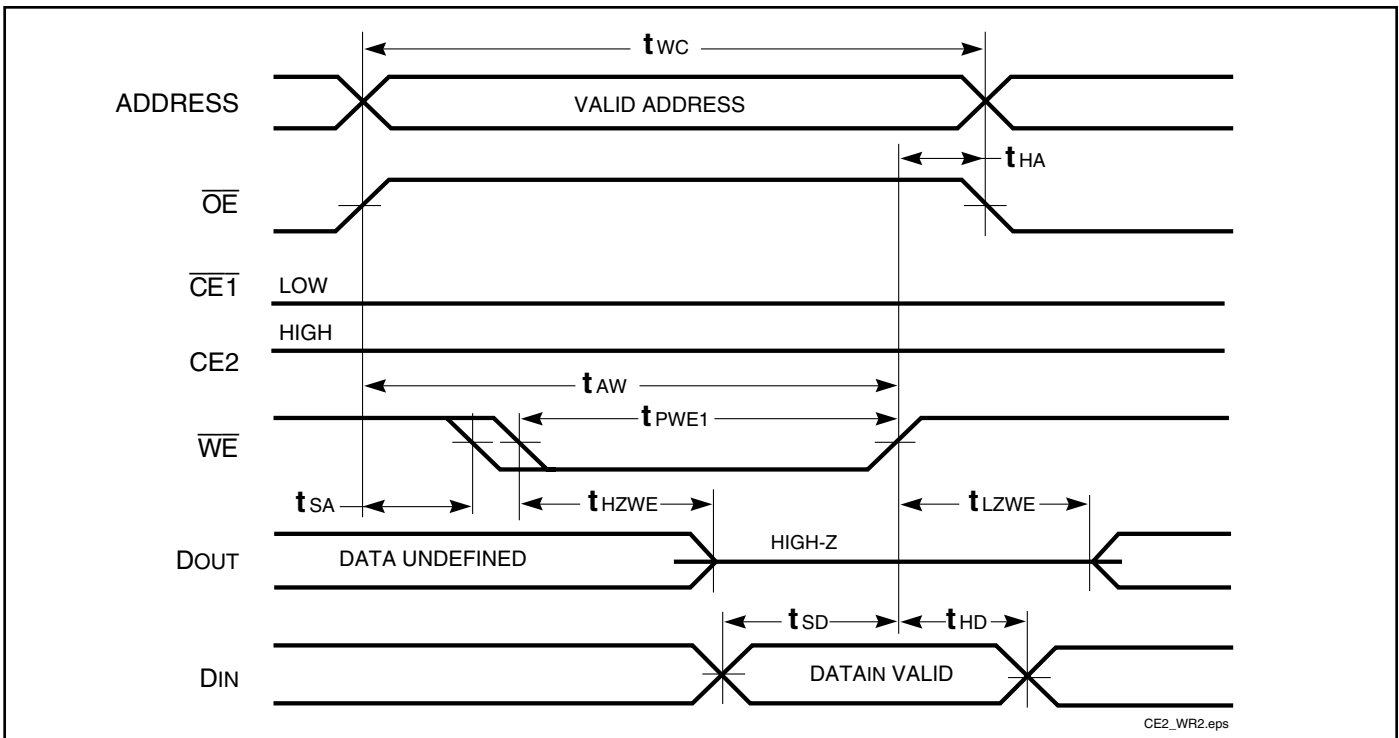 tWC
ADDRESS
VALID ADDRESS
tHA
OE
CE1
LOW
HIGH
CE2
tAW
tPWE1
WE
tSA
tHZWE
tLZWE
DOUT
DATA UNDEFINED
HIGH-Z
tSD
tHD
DIN
DATAIN VALID
CE2_WR2.eps